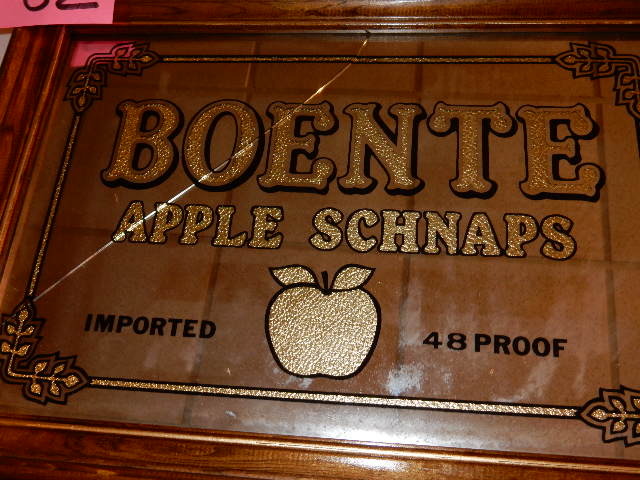 BOENTE
APPLE SCHNAPS
IMPORTED
48 PROOF